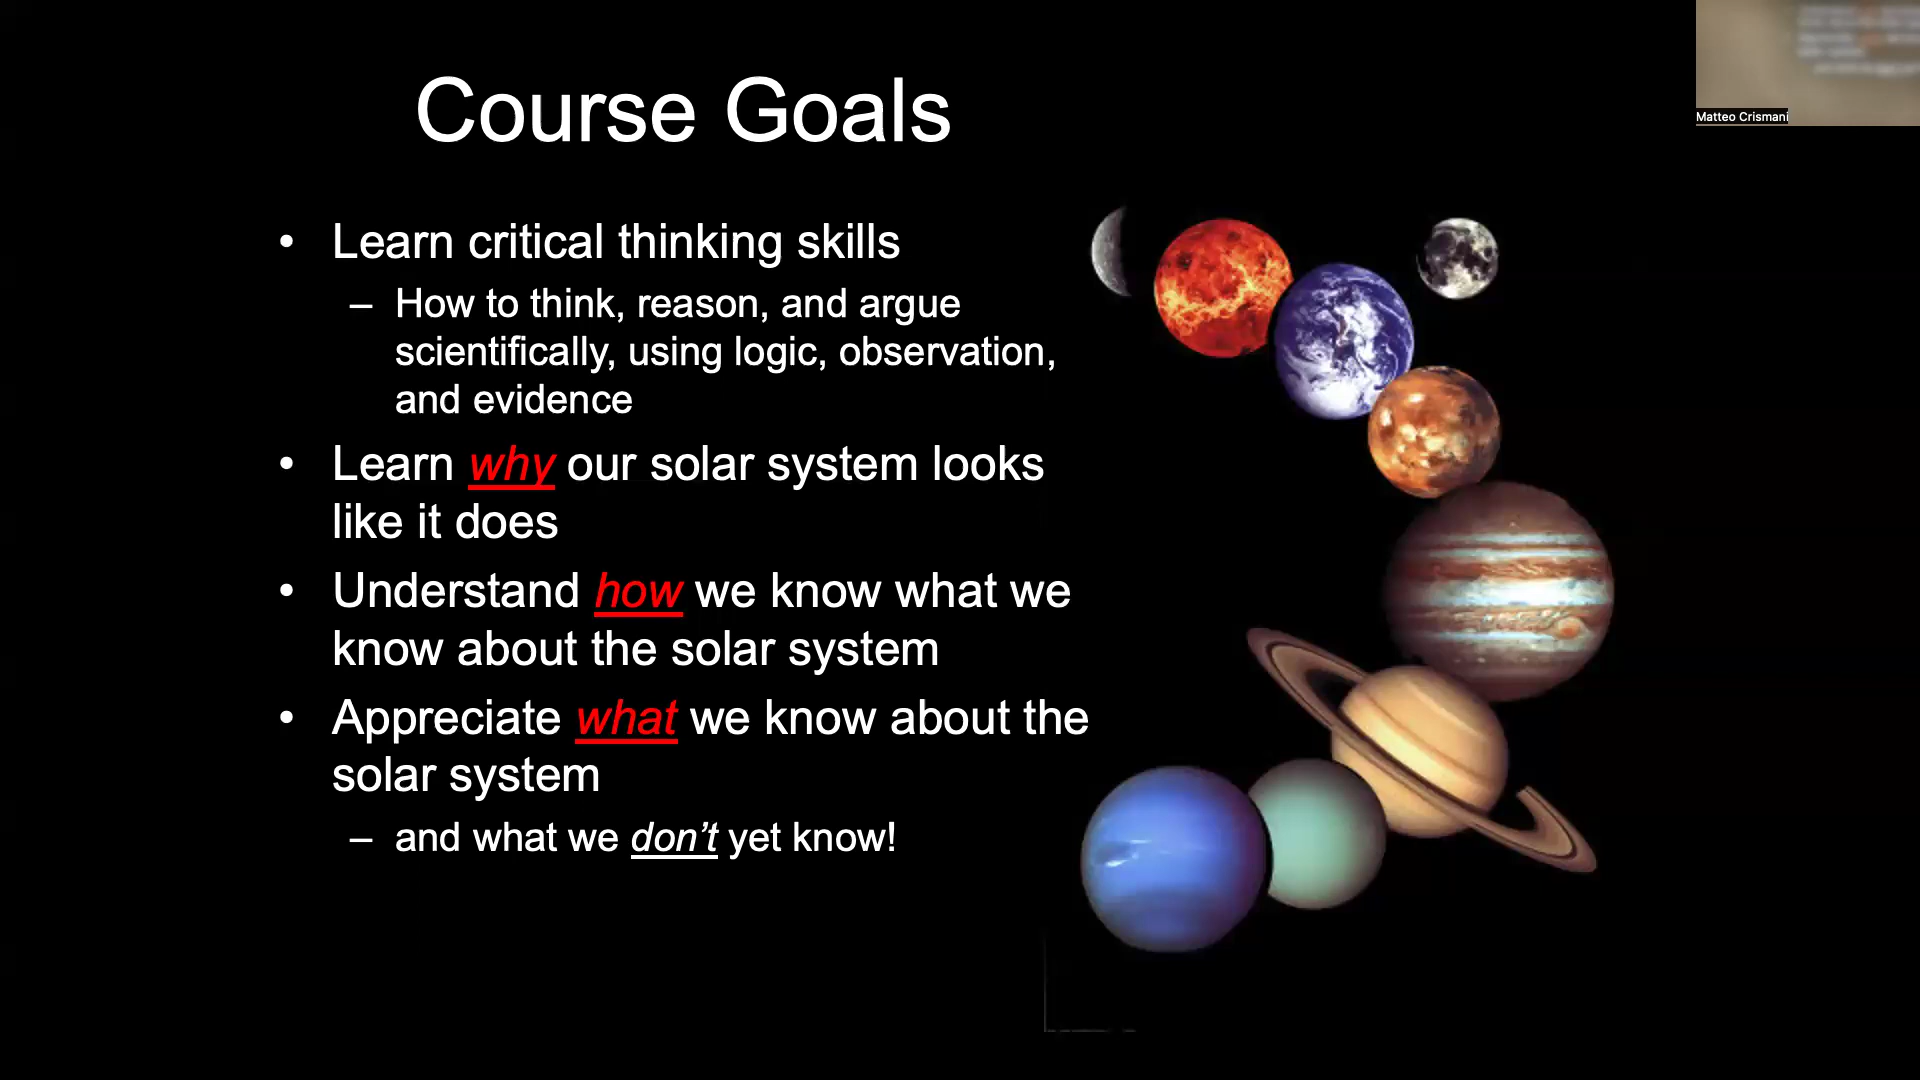 Course Goals
Matteo Crismani
• Learn critical thinking skills
– How to think, reason, and argue
scientifically, using logic, observation,
and evidence
• Learn why our solar system looks
like it does
• Understand how we know what we
know about the solar system
• Appreciate what we know about the
solar system
– and what we don’t yet know!